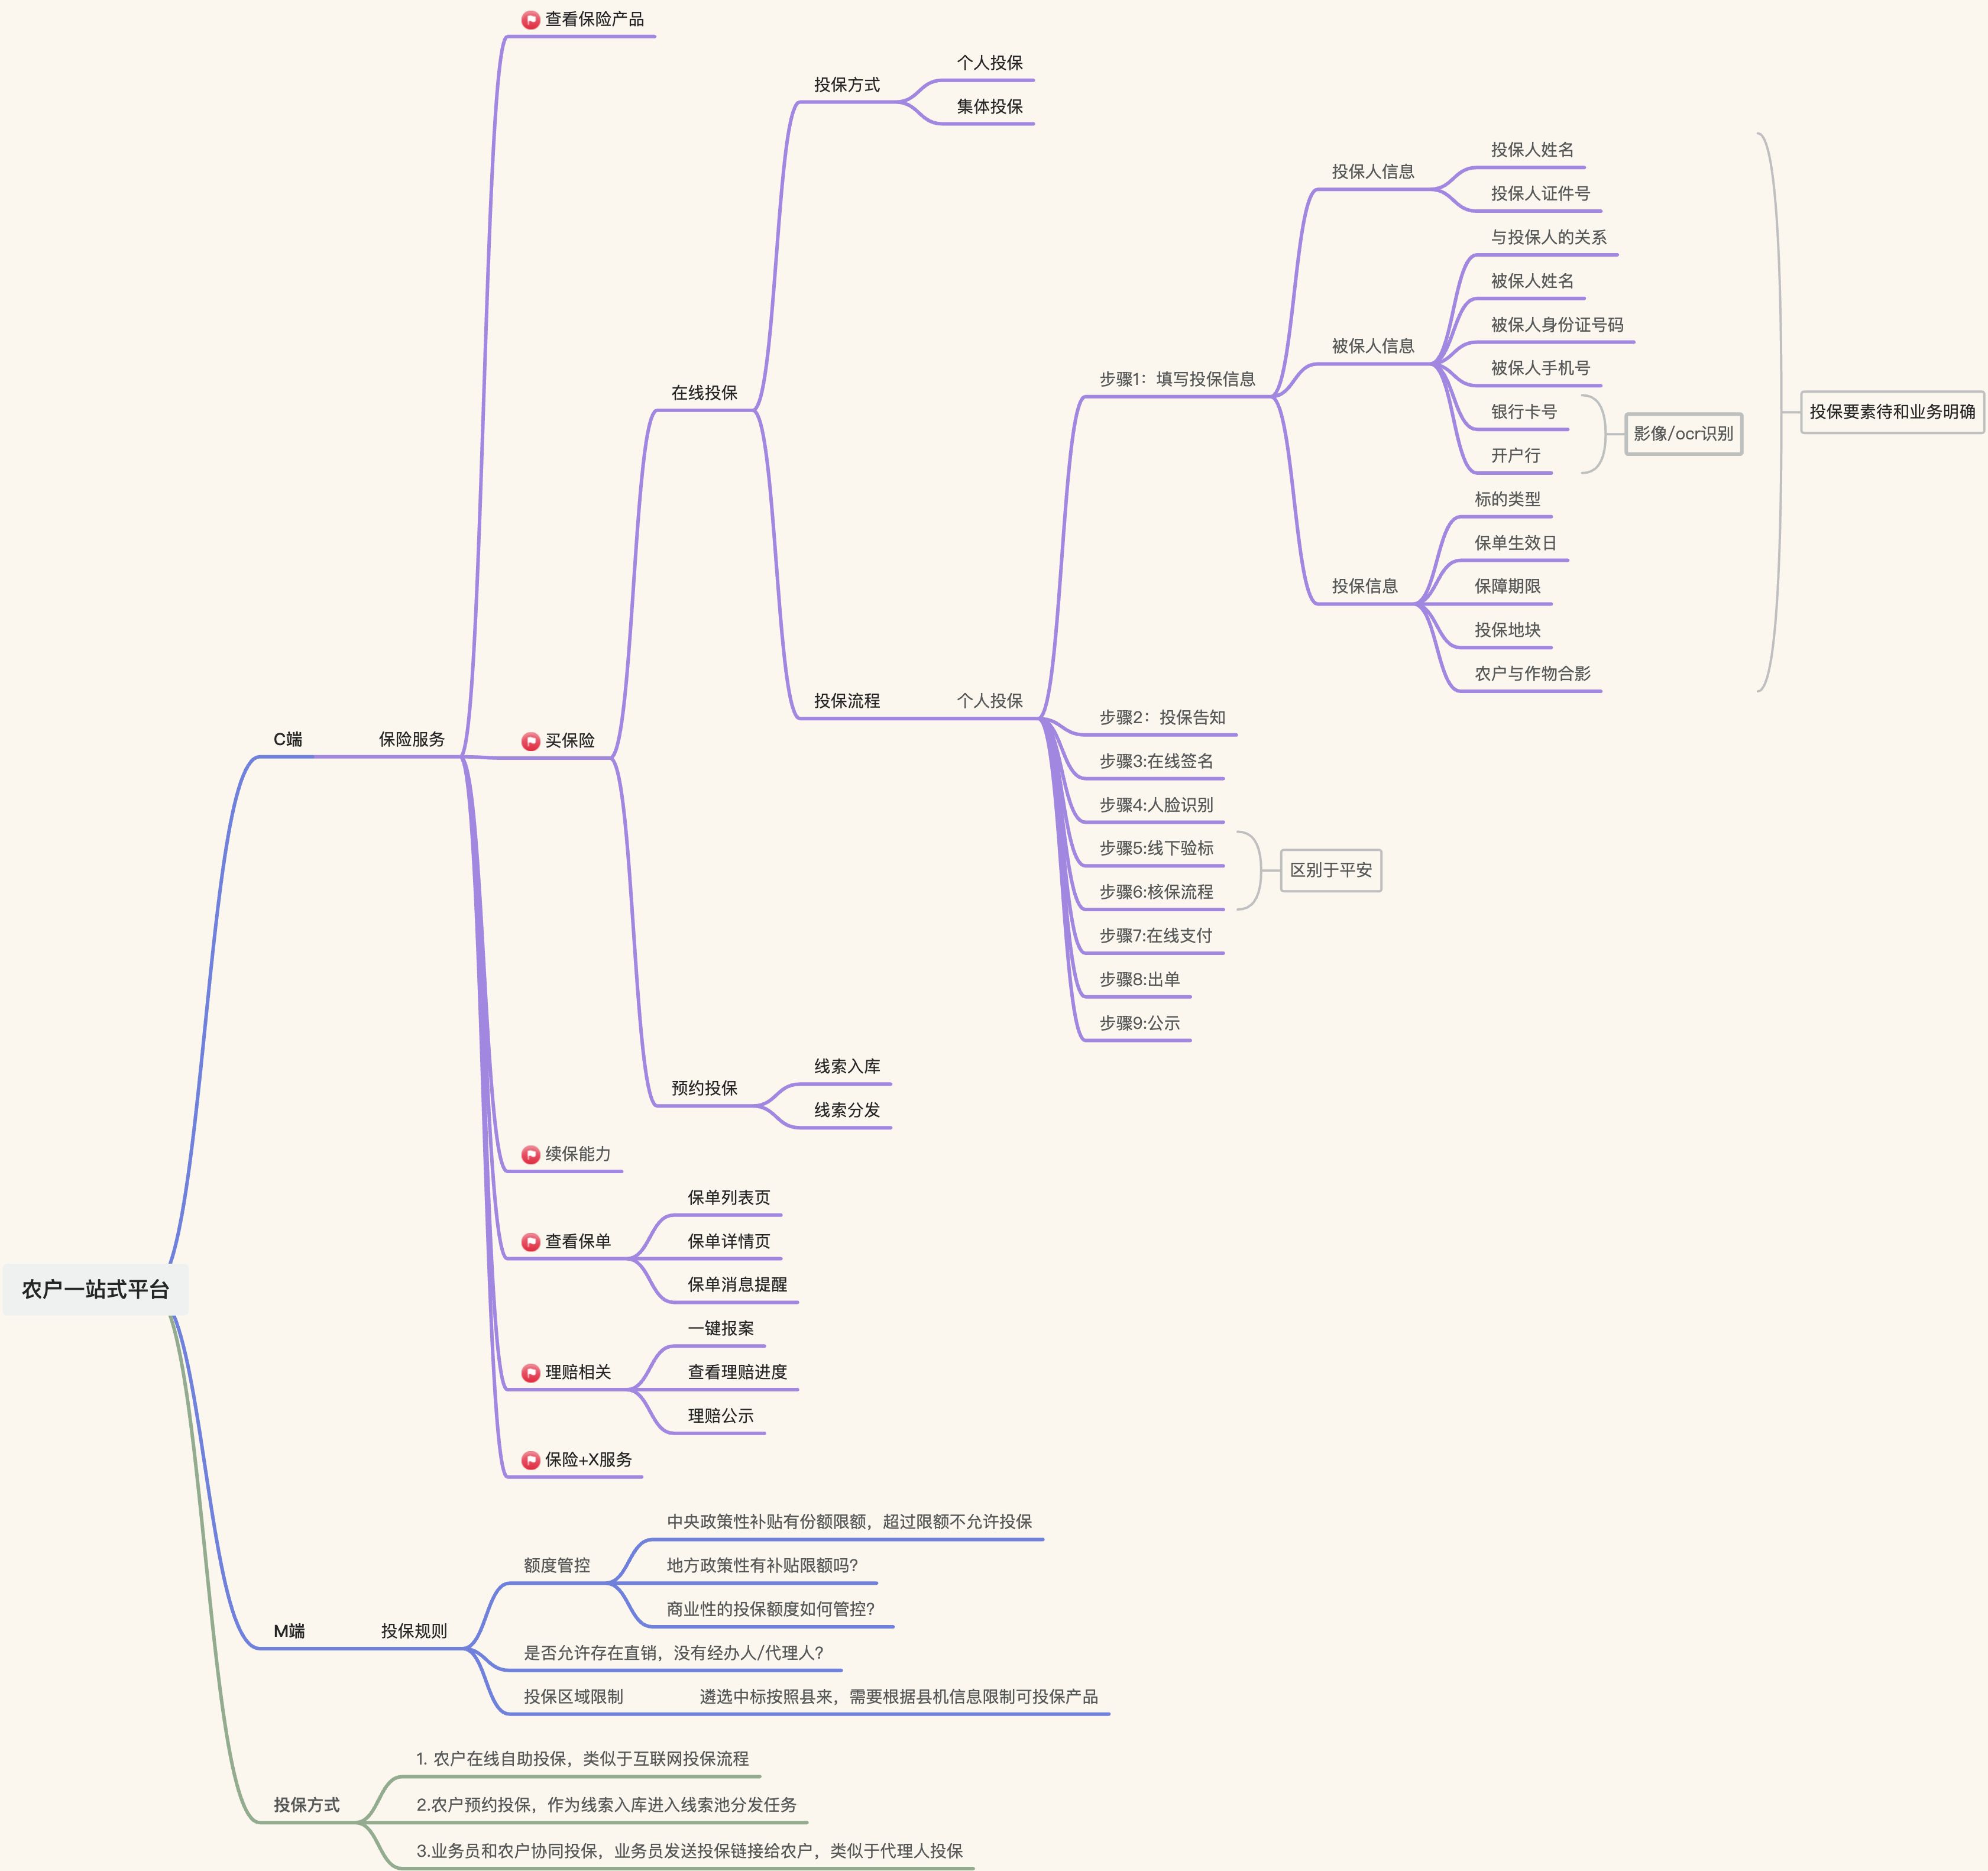 查看保险产品
个人投保
投保方式
集体投保
投保人姓名
投保人信息
投保人证件号
与投保人的关系
被保人姓名
被保人身份证号码
被保人信息
被保人手机号
步骤1：填写投保信息
在线投保
银行卡号
投保要素待和业务明确
影像/ocr识别
开户行
标的类型
保单生效日
投保信息
保障期限
投保地块
农户与作物合影
投保流程
个人投保
步骤2：投保告知
C端
保险服务
买保险
步骤3:在线签名
步骤4:人脸识别
步骤5:线下验标
区别于平安
步骤6:核保流程
步骤7:在线支付
步骤8:出单
步骤9:公示
线索入库
预约投保
线索分发
续保能力
保单列表页
查看保单
保单详情页
保单消息提醒
农户一站式平台
一键报案
理赔相关
查看理赔进度
理赔公示
保险+X服务
中央政策性补贴有份额限额，超过限额不允许投保
额度管控
地方政策性有补贴限额吗?
商业性的投保额度如何管控?
M端
投保规则
是否允许存在直销，没有经办人/代理人?
投保区域限制
遴选中标按照县来，需要根据县机信息限制可投保产品
1. 农户在线自助投保，类似于互联网投保流程
投保方式
2.农户预约投保，作为线索入库进入线索池分发任务
3.业务员和农户协同投保，业务员发送投保链接给农户，类似于代理人投保